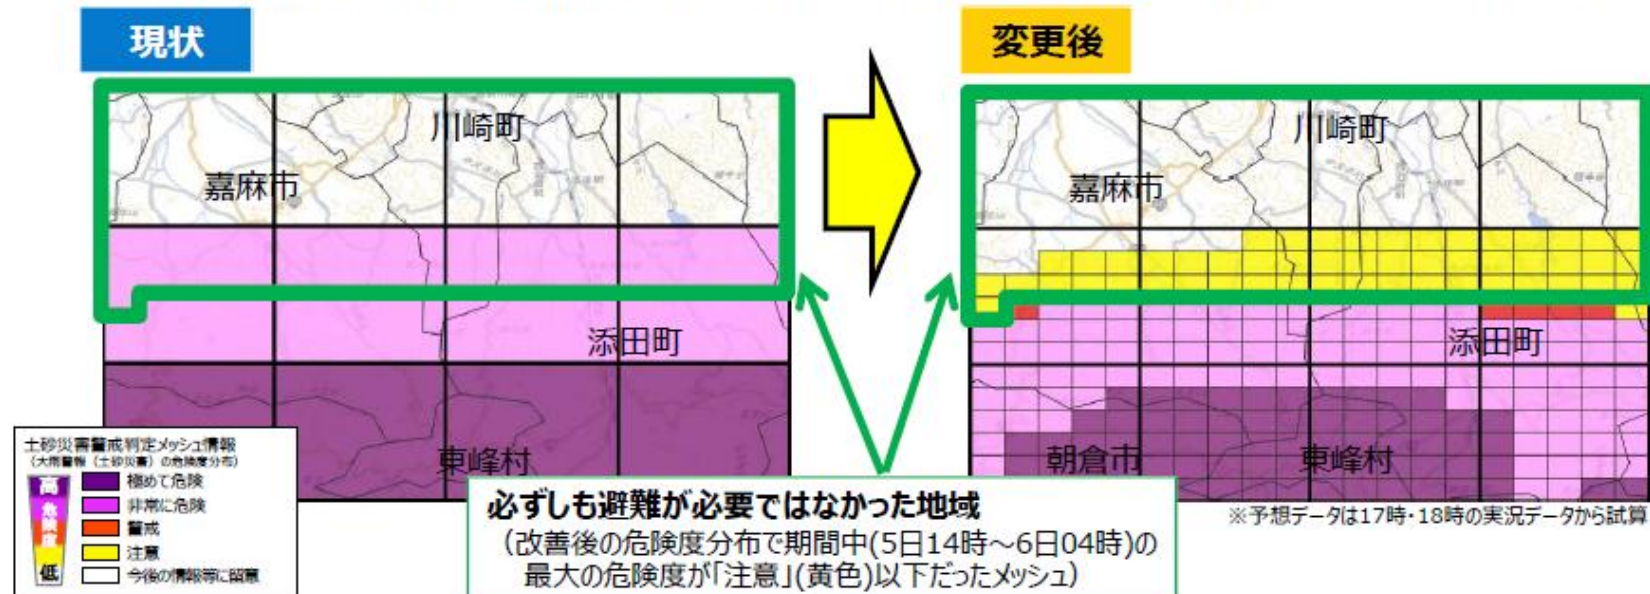 現状
変更後
川崎町
嘉麻市
添田町
東峰村
川崎町
嘉麻市
添田町
朝倉市
東峰村
土砂災害警戒判定メッシュ情報
(大雨警報(土砂災害)の危険度分布)
高
危険度
低
極めて危険
非常に危険
警戒
注意
今後の情報等に留意
必ずしも避難が必要ではなかった地域
(改善後の危険度分布で期間中(5日14時～6日04時)の
最大の危険度が「注意」(黄色)以下だったメッシュ)
※予想データは17時・18時の実況データから試算